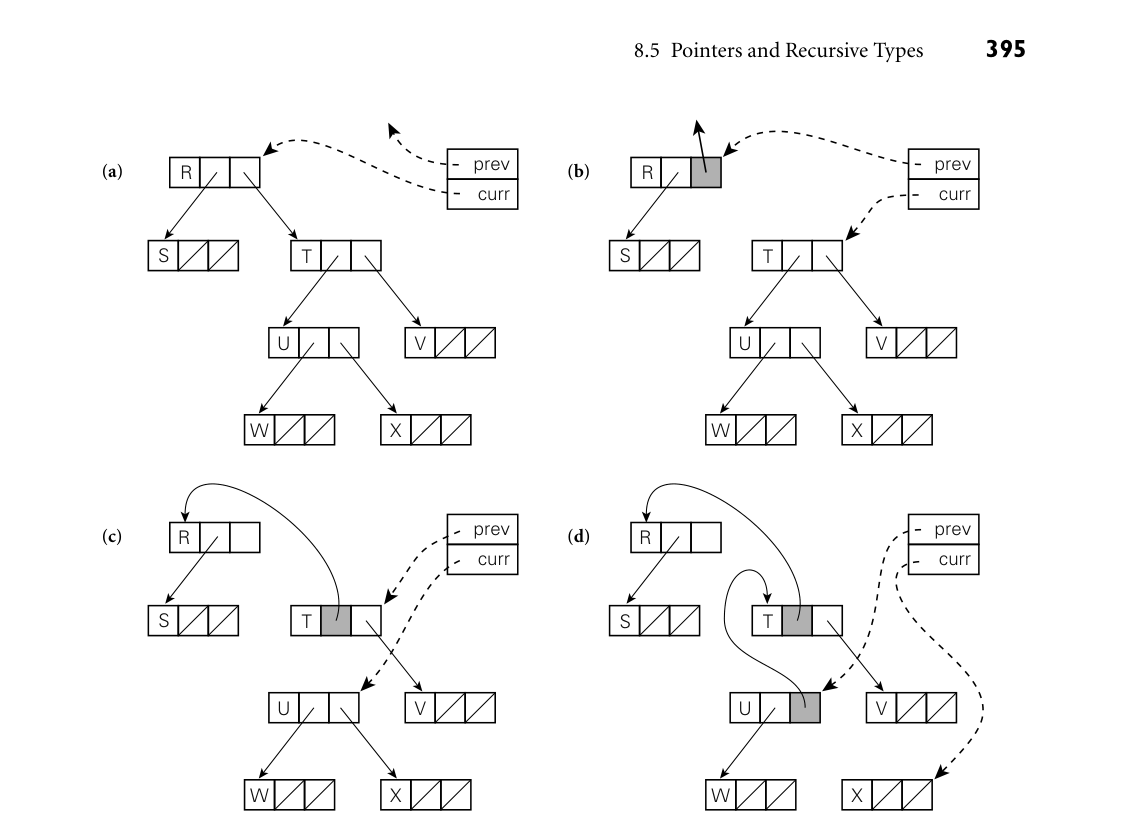 8.5 Pointers and Recursive Types 395
(a) R prev (b) R prev
curr curr
S T S T
U V U V
W X W X
(c) R prev (d) R prev
curr curr
S T S T
U V U V
W X W X